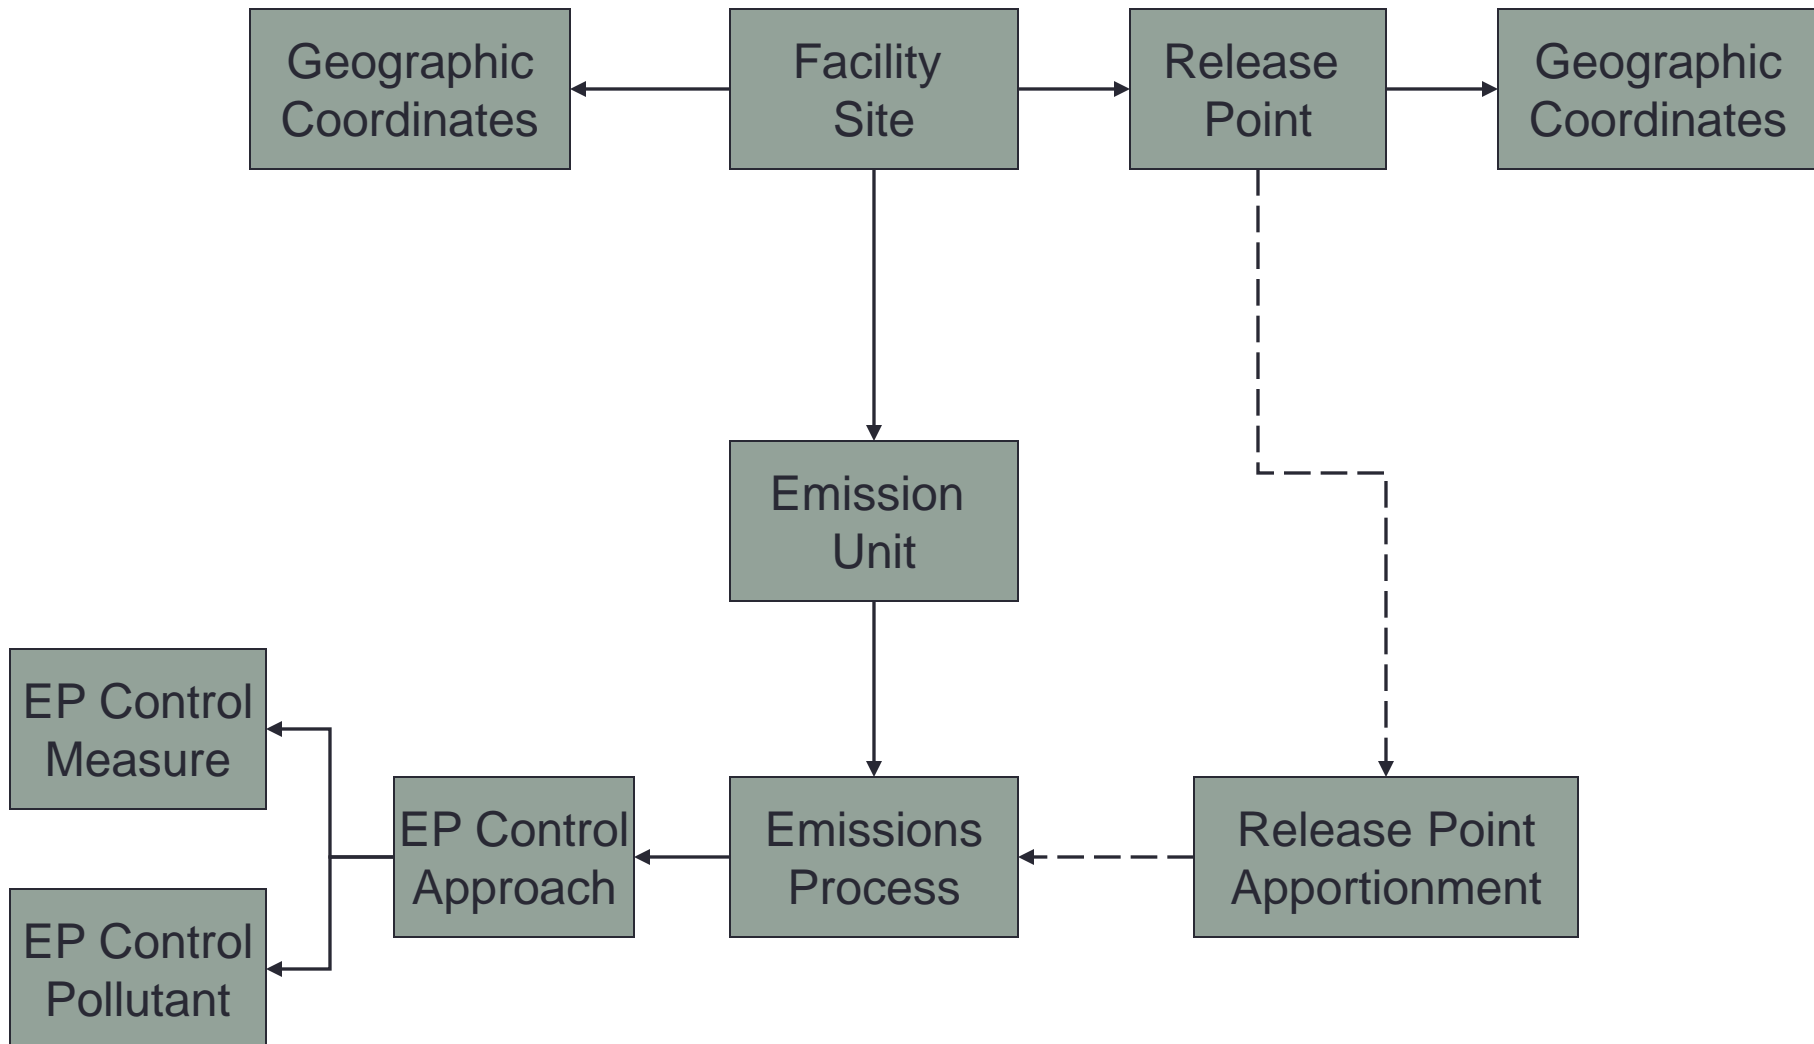 Geographic
Coordinates
Facility
Site
Release
Point
Geographic
Coordinates
Emission
Unit
EP Control
Measure
EP Control
Approach
Emissions
Process
Release Point
Apportionment
EP Control
Pollutant